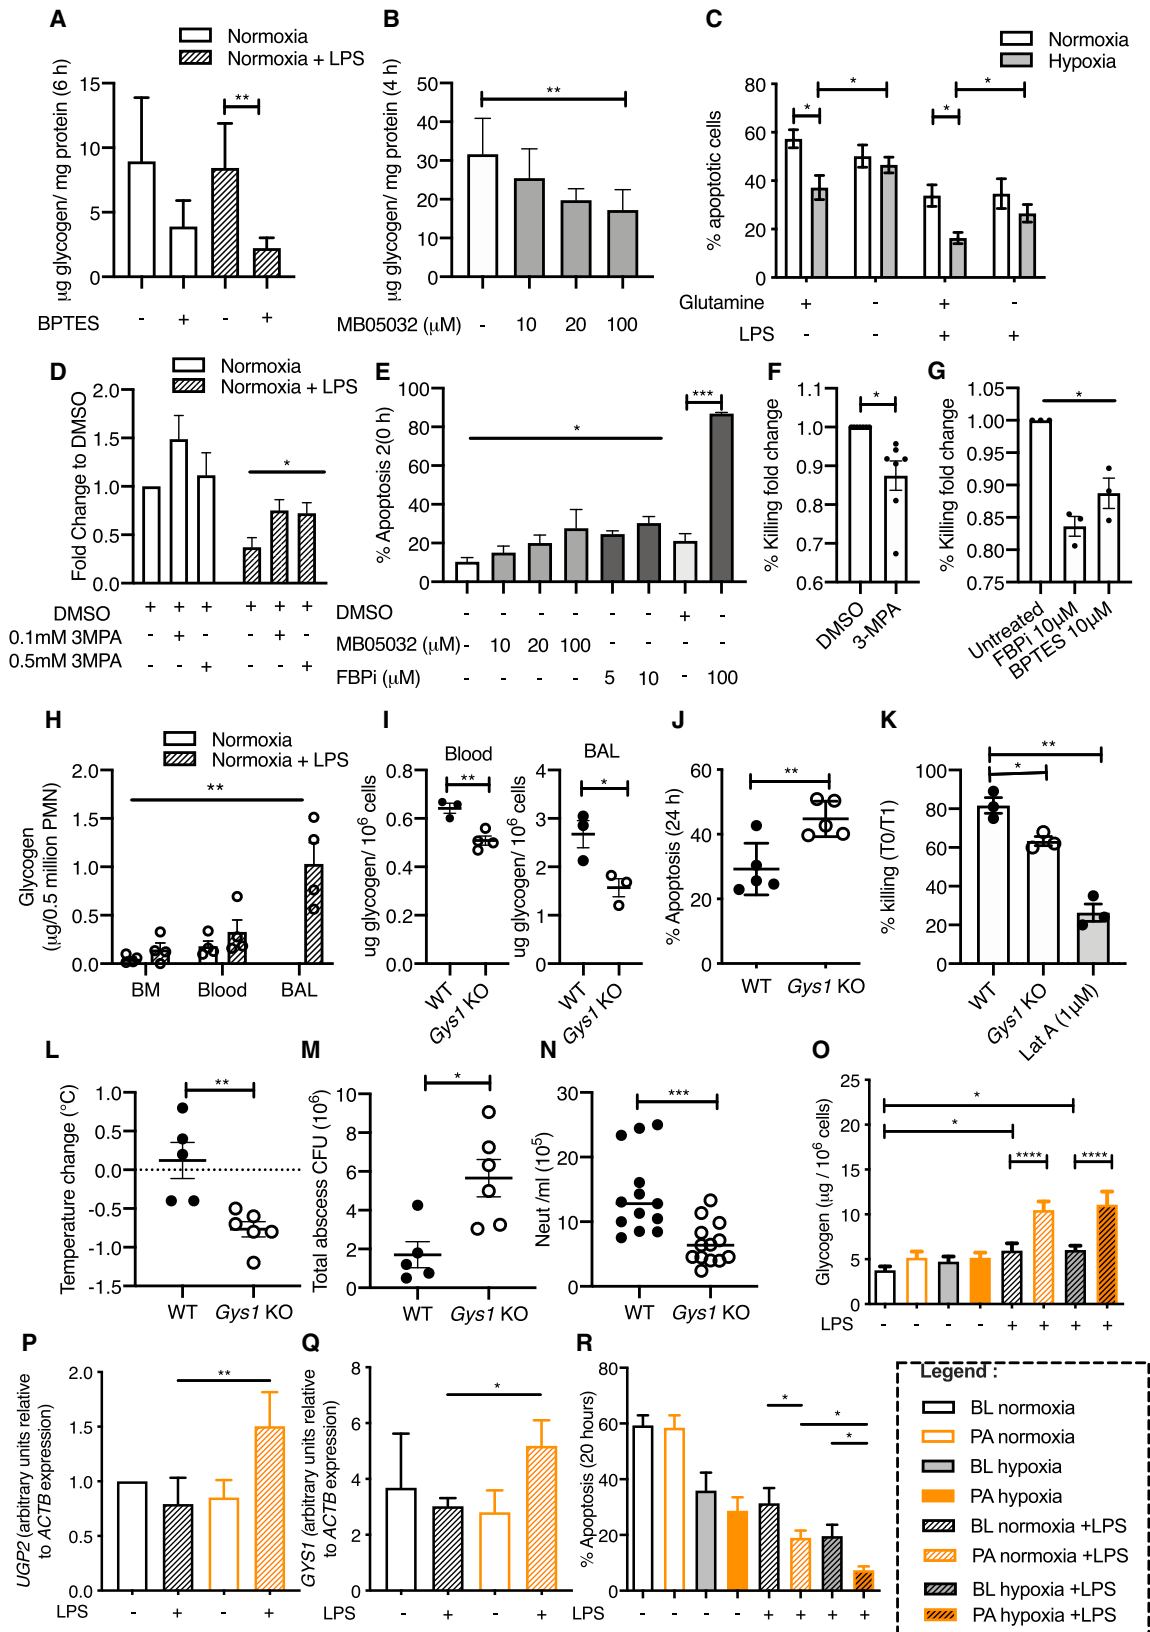 A
Normoxia
Normoxia + LPS
μg glycogen/ mg protein (6 h)
15
10
5
0
**
BPTES - + - +
B
μg glycogen/ mg protein (4 h)
50
40
30
20
10
0
**
MB05032 (μM) - 10 20 100
C
Normoxia
Hypoxia
% apoptotic cells
80
60
40
20
0
* * * *
Glutamine + - + -
LPS - - + +
D
Normoxia
Normoxia + LPS
Fold Change to DMSO
2.0
1.5
1.0
0.5
0.0
*
DMSO + + + + + +
0.1mM 3MPA - + - - + -
0.5mM 3MPA - - + - - +
E
% Apoptosis 2(0 h)
100
80
60
40
20
0
*
***
DMSO - - - - - - + -
MB05032 (μM) - 10 20 100 - - - -
FBPi (μM) - - - - 5 10 - 100
F
% Killing fold change
1.1
1.0
0.9
0.8
0.7
0.6
*
DMSO
3-MPA
G
% Killing fold change
1.05
1.00
0.95
0.90
0.85
0.80
0.75
*
Untreated
FBPi 10μM
BPTES 10μM
H
Normoxia
Normoxia + LPS
Glycogen
(μg/0.5 million PMN)
2.0
1.5
1.0
0.5
0.0
**
BM Blood BAL
I
Blood
ug glycogen/ 10⁶ cells
0.8
0.6
0.4
0.2
0.0
**
WT
Gys1 KO
BAL
ug glycogen/ 10⁶ cells
4
3
2
1
0
*
WT
Gys1 KO
J
% Apoptosis (24 h)
60
40
20
0
**
WT Gys1 KO
K
% killing (T0/T1)
100
80
60
40
20
0
**
*
WT
Gys1 KO
Lat A (1μM)
L
Temperature change (°C)
1.0
0.5
0.0
-0.5
-1.0
-1.5
**
WT Gys1 KO
M
Total abscess CFU (10⁶)
10
8
6
4
2
0
*
WT Gys1 KO
N
Neut /ml (10⁵)
30
20
10
0
***
WT Gys1 KO
O
Glycogen (μg / 10⁶ cells)
25
20
15
10
5
0
*
*
**** ****
LPS - - - - + + + +
P
UGP2 (arbitrary units relative
to ACTB expression)
2.0
1.5
1.0
0.5
0.0
**
LPS - + - +
Q
GYS1 (arbitrary units relative
to ACTB expression)
8
6
4
2
0
*
LPS - + - +
R
% Apoptosis (20 hours)
80
60
40
20
0
*
*
*
LPS - - - - + + + +
Legend :
BL normoxia
PA normoxia
BL hypoxia
PA hypoxia
BL normoxia +LPS
PA normoxia +LPS
BL hypoxia +LPS
PA hypoxia +LPS